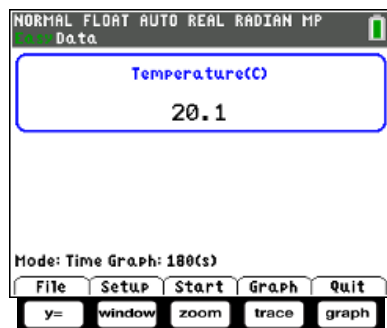 NORMAL FLOAT AUTO REAL RADIAN MP
EasyData
Temperature(C)
20.1
Mode: Time Graph: 180(s)
File Setup Start Graph Quit
y= window zoom trace graph